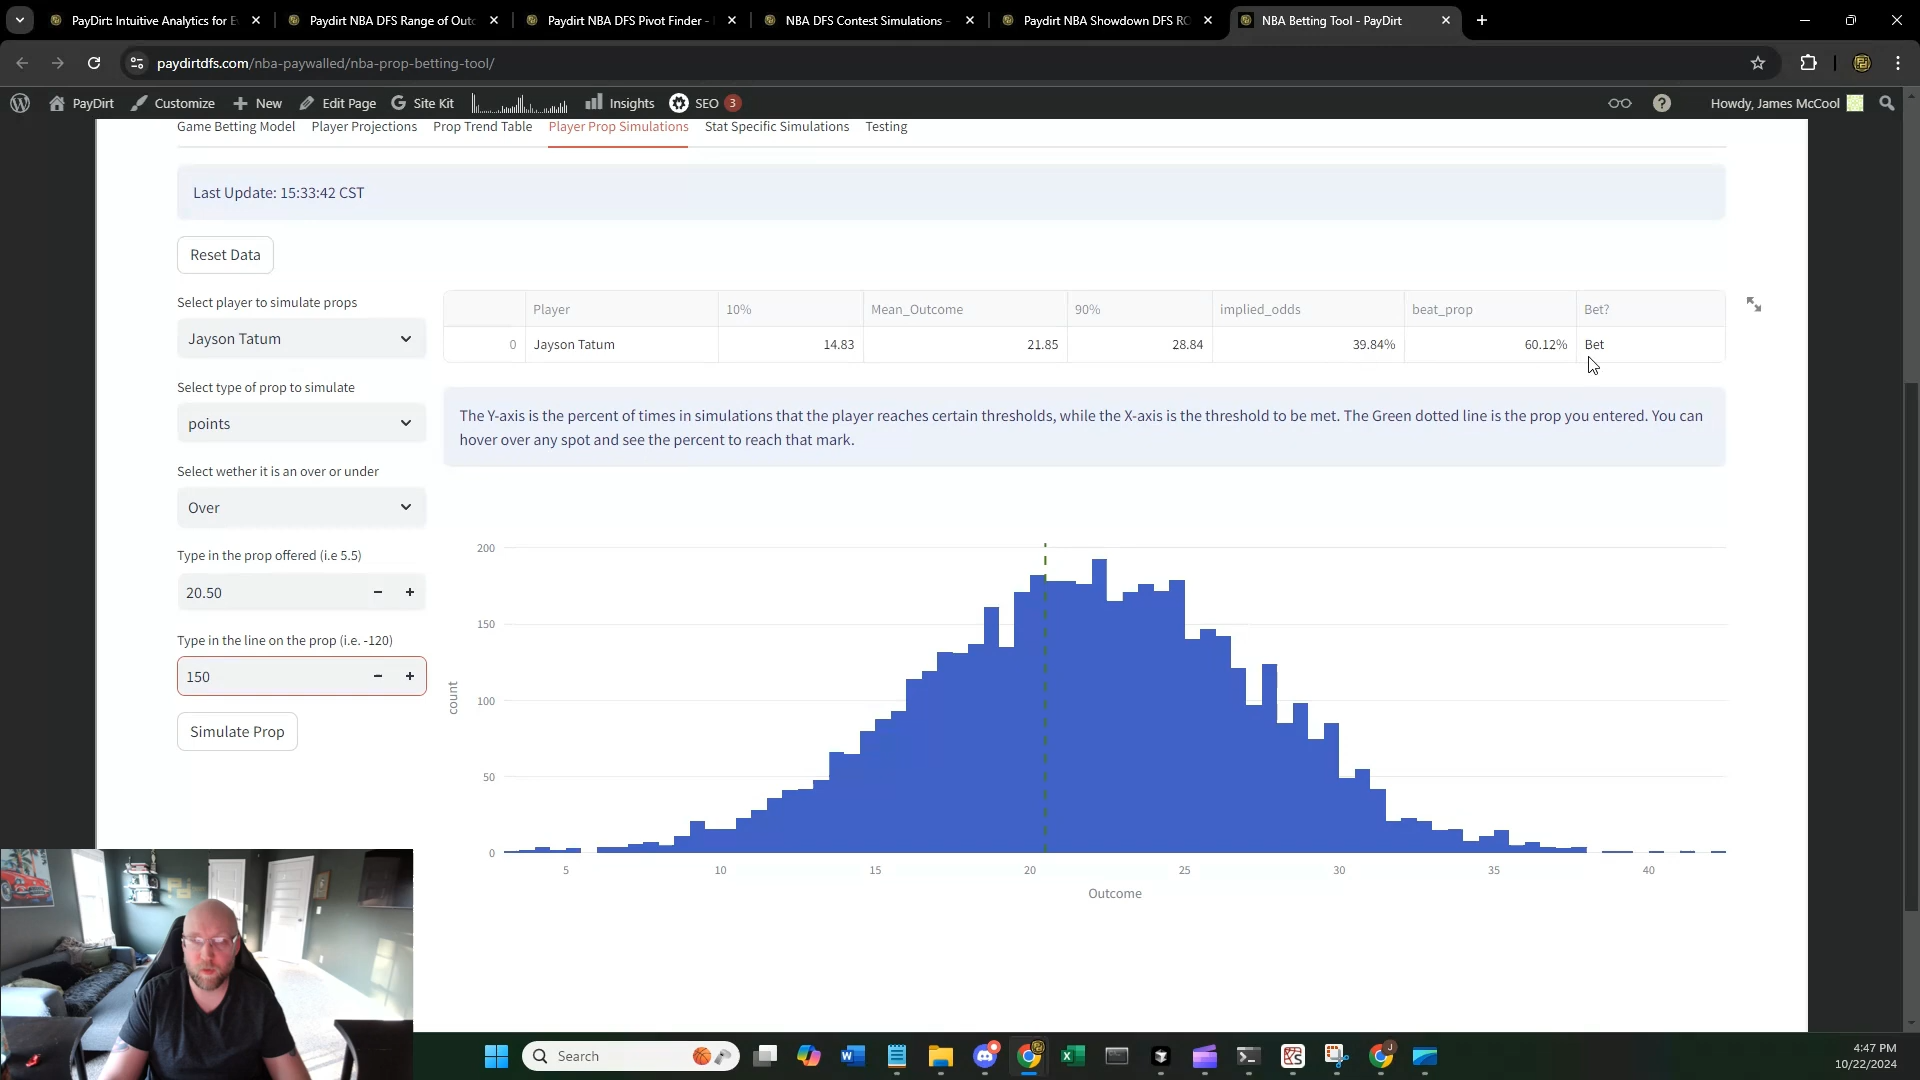 PayDirt: Intuitive Analytics for E
Paydirt NBA DFS Range of Outc
Paydirt NBA DFS Pivot Finder -
NBA DFS Contest Simulations -
Paydirt NBA Showdown DFS RO
NBA Betting Tool - PayDirt
paydirtdfs.com/nba-paywalled/nba-prop-betting-tool/
PayDirt
Customize
New
Edit Page
Site Kit
Insights
SEO 3
Howdy, James McCool
Game Betting Model
Player Projections
Prop Trend Table
Player Prop Simulations
Stat Specific Simulations
Testing
Last Update: 15:33:42 CST
Reset Data
Select player to simulate props
Jayson Tatum
Select type of prop to simulate
points
Select wether it is an over or under
Over
Type in the prop offered (i.e 5.5)
20.50
Type in the line on the prop (i.e. -120)
150
Simulate Prop
Player 10% Mean_Outcome 90% implied_odds beat_prop Bet?
0 Jayson Tatum 14.83 21.85 28.84 39.84% 60.12% Bet
The Y-axis is the percent of times in simulations that the player reaches certain thresholds, while the X-axis is the threshold to be met. The Green dotted line is the prop you entered. You can
hover over any spot and see the percent to reach that mark.
200
150
100
50
0
count
5 10 15 20 25 30 35 40
Outcome
Search
4:47 PM
10/22/2024